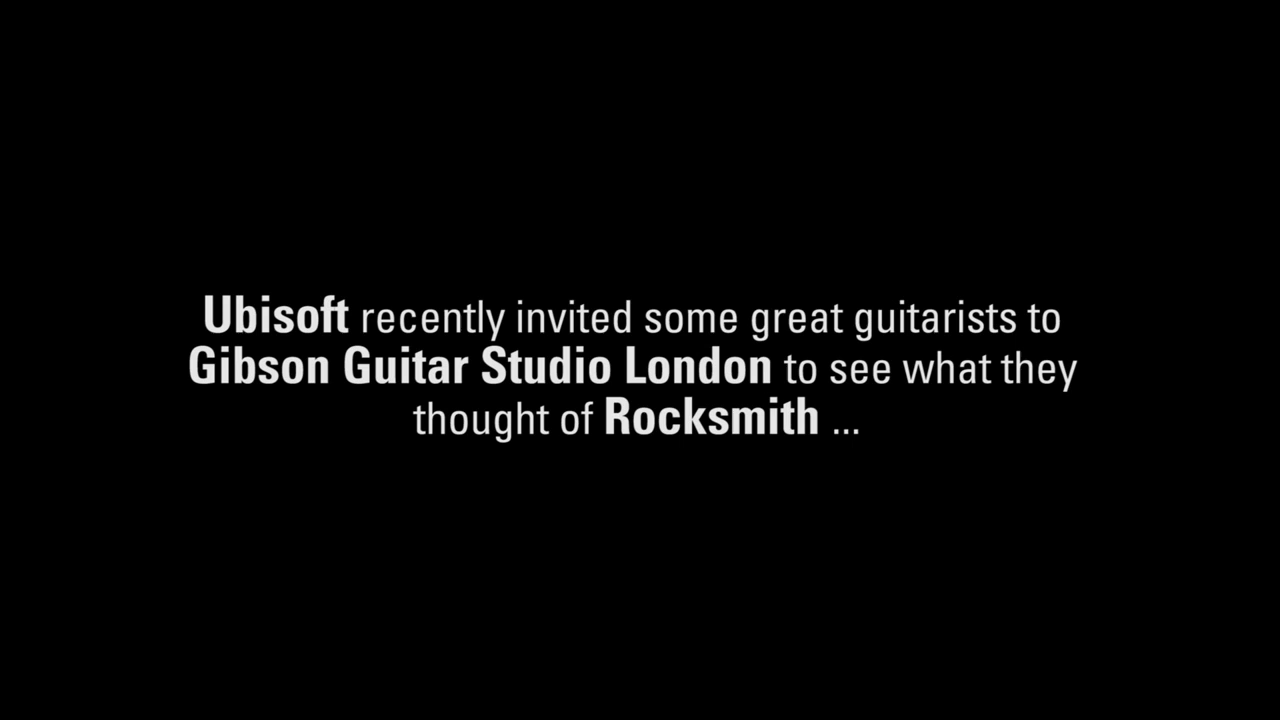 Ubisoft recently invited some great guitarists to
Gibson Guitar Studio London to see what they
thought of Rocksmith ...